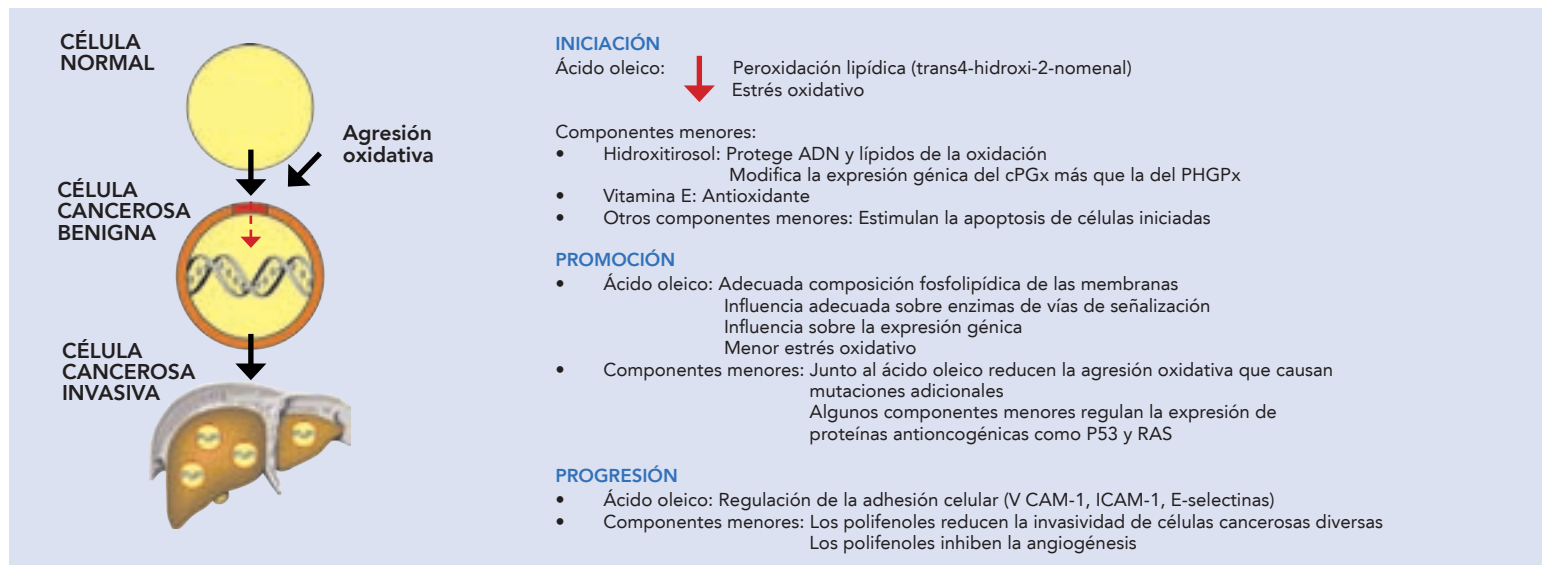 CÉLULA
NORMAL
Agresión
oxidativa
CÉLULA
CANCEROSA
BENIGNA
CÉLULA
CANCEROSA
INVASIVA
INICIACIÓN
Ácido oleico: Peroxidación lipídica (trans4-hidroxi-2-nomenal)
Estrés oxidativo
Componentes menores:
• Hidroxitirosol: Protege ADN y lípidos de la oxidación
Modifica la expresión génica del cPGx más que la del PHGPx
• Vitamina E: Antioxidante
• Otros componentes menores: Estimulan la apoptosis de células iniciadas
PROMOCIÓN
• Ácido oleico: Adecuada composición fosfolipídica de las membranas
Influencia adecuada sobre enzimas de vías de señalización
Influencia sobre la expresión génica
Menor estrés oxidativo
• Componentes menores: Junto al ácido oleico reducen la agresión oxidativa que causan
mutaciones adicionales
Algunos componentes menores regulan la expresión de
proteínas antioncogénicas como P53 y RAS
PROGRESIÓN
• Ácido oleico: Regulación de la adhesión celular (V CAM-1, ICAM-1, E-selectinas)
• Componentes menores: Los polifenoles reducen la invasividad de células cancerosas diversas
Los polifenoles inhiben la angiogénesis